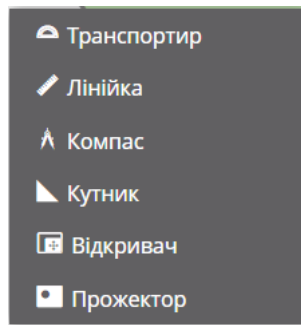 Транспортир
Лінійка
Компас
Кутник
Відкривач
Прожектор